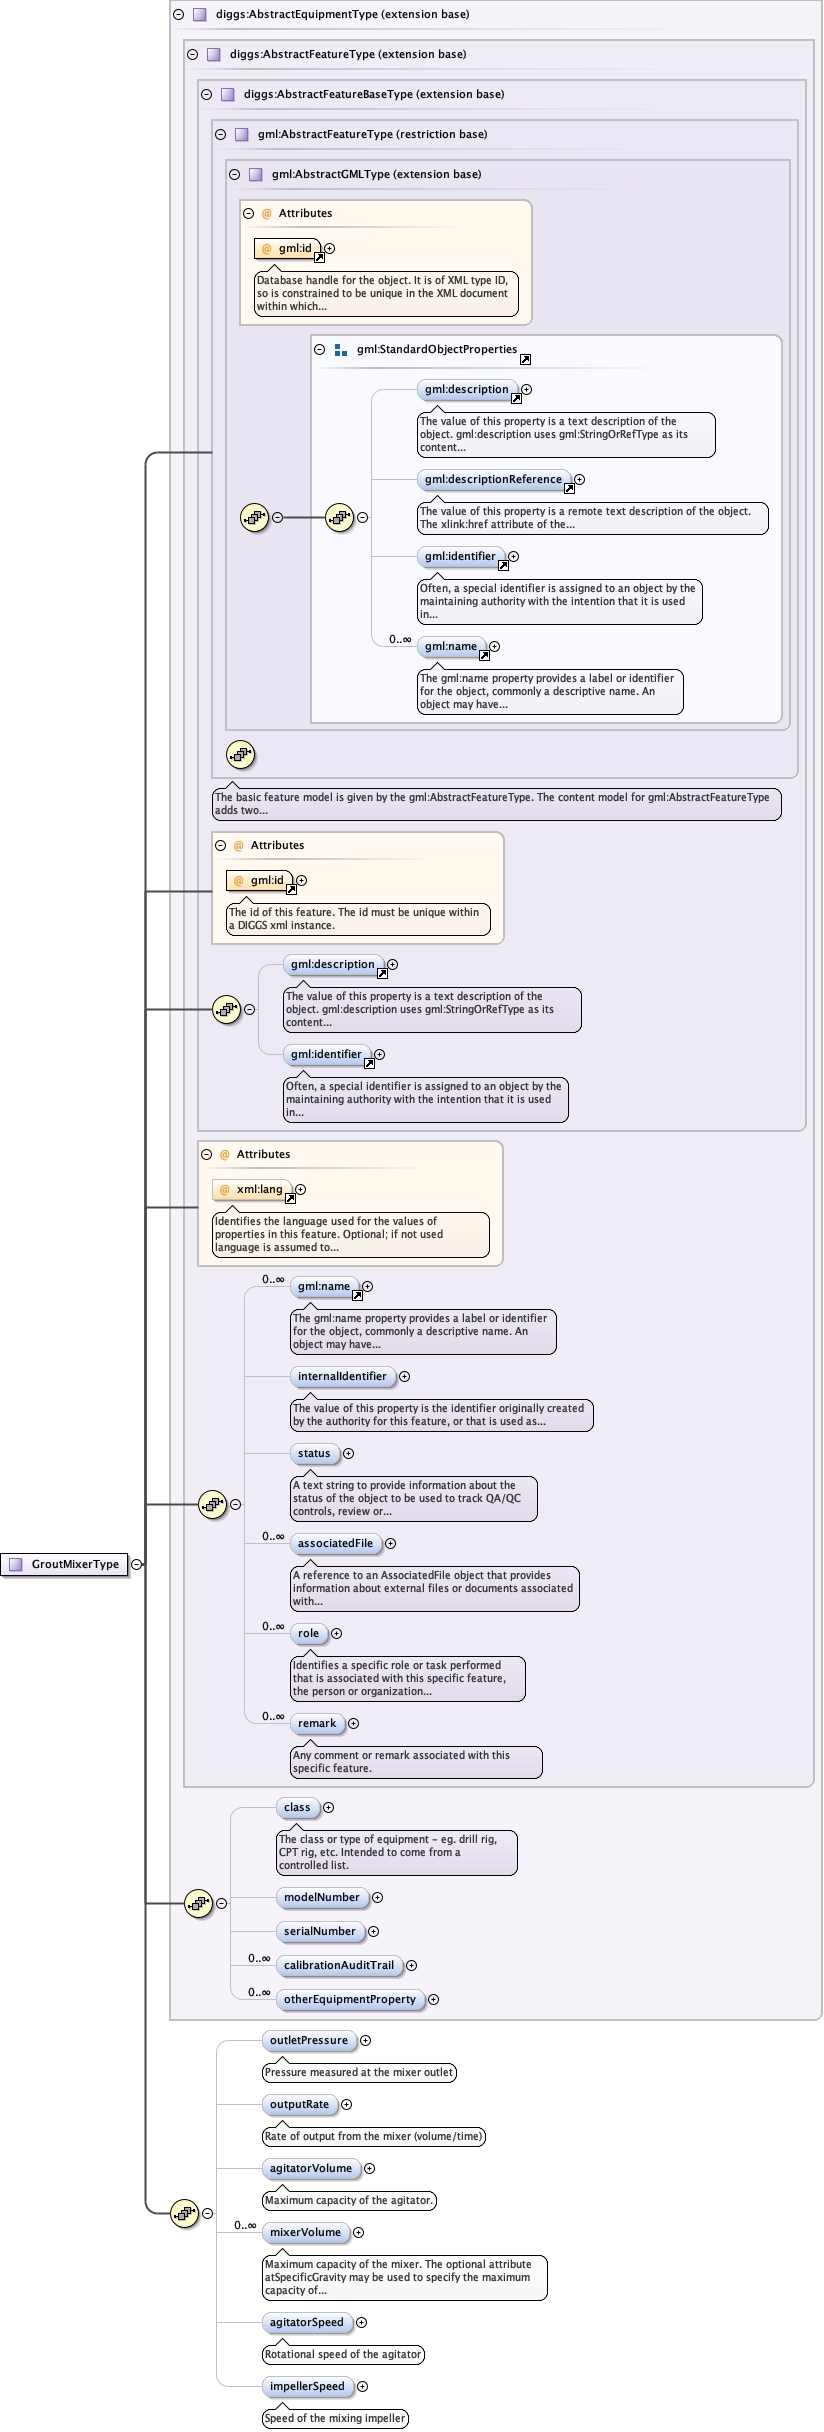 diggs:AbstractEquipmentType (extension base)
diggs:AbstractFeatureType (extension base)
diggs:AbstractFeatureBaseType (extension base)
gml:AbstractFeatureType (restriction base)
gml:AbstractGMLType (extension base)
@ Attributes
@ gml:id
Database handle for the object. It is of XML type ID,
so is constrained to be unique in the XML document
within which...
gml:StandardObjectProperties
gml:description
The value of this property is a text description of the
object. gml:description uses gml:StringOrRefType as its
content...
gml:descriptionReference
The value of this property is a remote text description of the object.
The xlink:href attribute of the...
gml:identifier
Often, a special identifier is assigned to an object by the
maintaining authority with the intention that it is used
in...
0..∞
gml:name
The gml:name property provides a label or identifier
for the object, commonly a descriptive name. An
object may have...
The basic feature model is given by the gml:AbstractFeatureType. The content model for gml:AbstractFeatureType
adds two...
@ Attributes
@ gml:id
The id of this feature. The id must be unique within
a DIGGS xml instance.
gml:description
The value of this property is a text description of the
object. gml:description uses gml:StringOrRefType as its
content...
gml:identifier
Often, a special identifier is assigned to an object by the
maintaining authority with the intention that it is used
in...
@ Attributes
@ xml:lang
Identifies the language used for the values of
properties in this feature. Optional; if not used
language is assumed to...
0..∞
gml:name
The gml:name property provides a label or identifier
for the object, commonly a descriptive name. An
object may have...
internalIdentifier
The value of this property is the identifier originally created
by the authority for this feature, or that is used as...
status
A text string to provide information about the
status of the object to be used to track QA/QC
controls, review or...
0..∞
associatedFile
A reference to an AssociatedFile object that provides
information about external files or documents associated
with...
GroutMixerType
0..∞
role
Identifies a specific role or task performed
that is associated with this specific feature,
the person or organization...
0..∞
remark
Any comment or remark associated with this
specific feature.
class
The class or type of equipment - eg. drill rig,
CPT rig, etc. Intended to come from a
controlled list.
modelNumber
serialNumber
0..∞
calibrationAuditTrail
0..∞
otherEquipmentProperty
outletPressure
Pressure measured at the mixer outlet
outputRate
Rate of output from the mixer (volume/time)
agitatorVolume
Maximum capacity of the agitator.
0..∞
mixerVolume
Maximum capacity of the mixer. The optional attribute
atSpecificGravity may be used to specify the maximum
capacity of...
agitatorSpeed
Rotational speed of the agitator
impellerSpeed
Speed of the mixing impeller